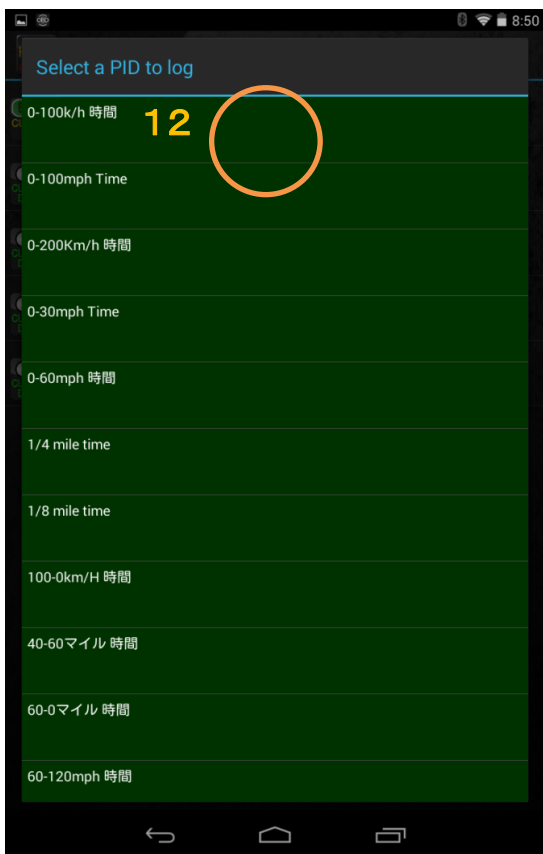 8:50
Select a PID to log
0-100k/h 時間
12
0-100mph Time
0-200Km/h 時間
0-30mph Time
0-60mph 時間
1/4 mile time
1/8 mile time
100-0km/H 時間
40-60マイル 時間
60-0マイル 時間
60-120mph 時間